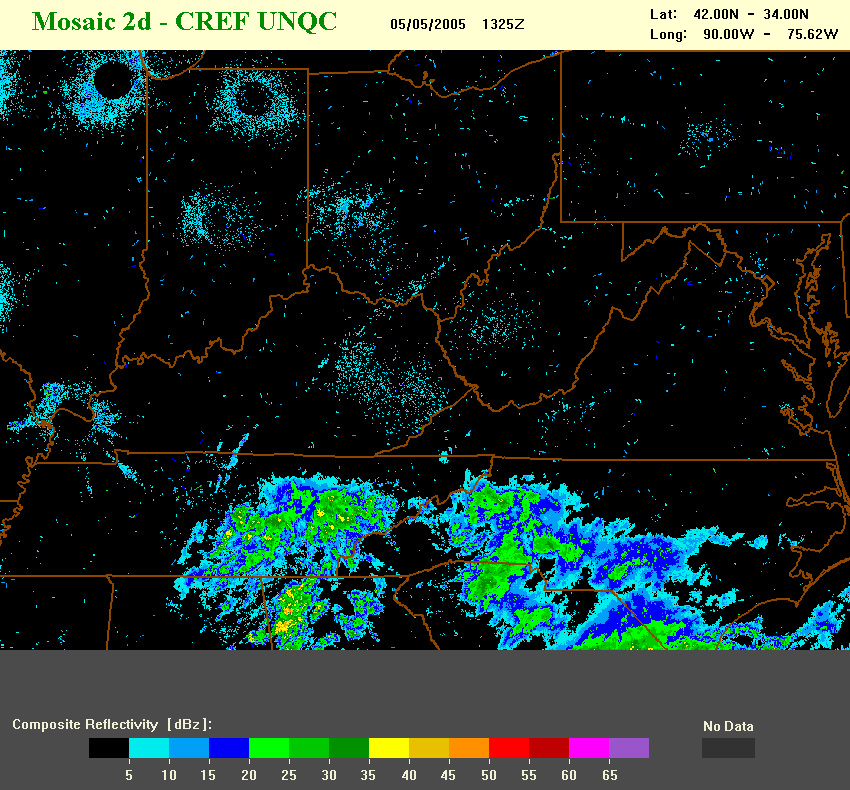 Mosaic 2d - CREF UNQC
05/05/2005 1325Z
Lat: 42.00N - 34.00N
Long: 90.00W - 75.62W
Composite Reflectivity [dBz]:
No Data
5 10 15 20 25 30 35 40 45 50 55 60 65